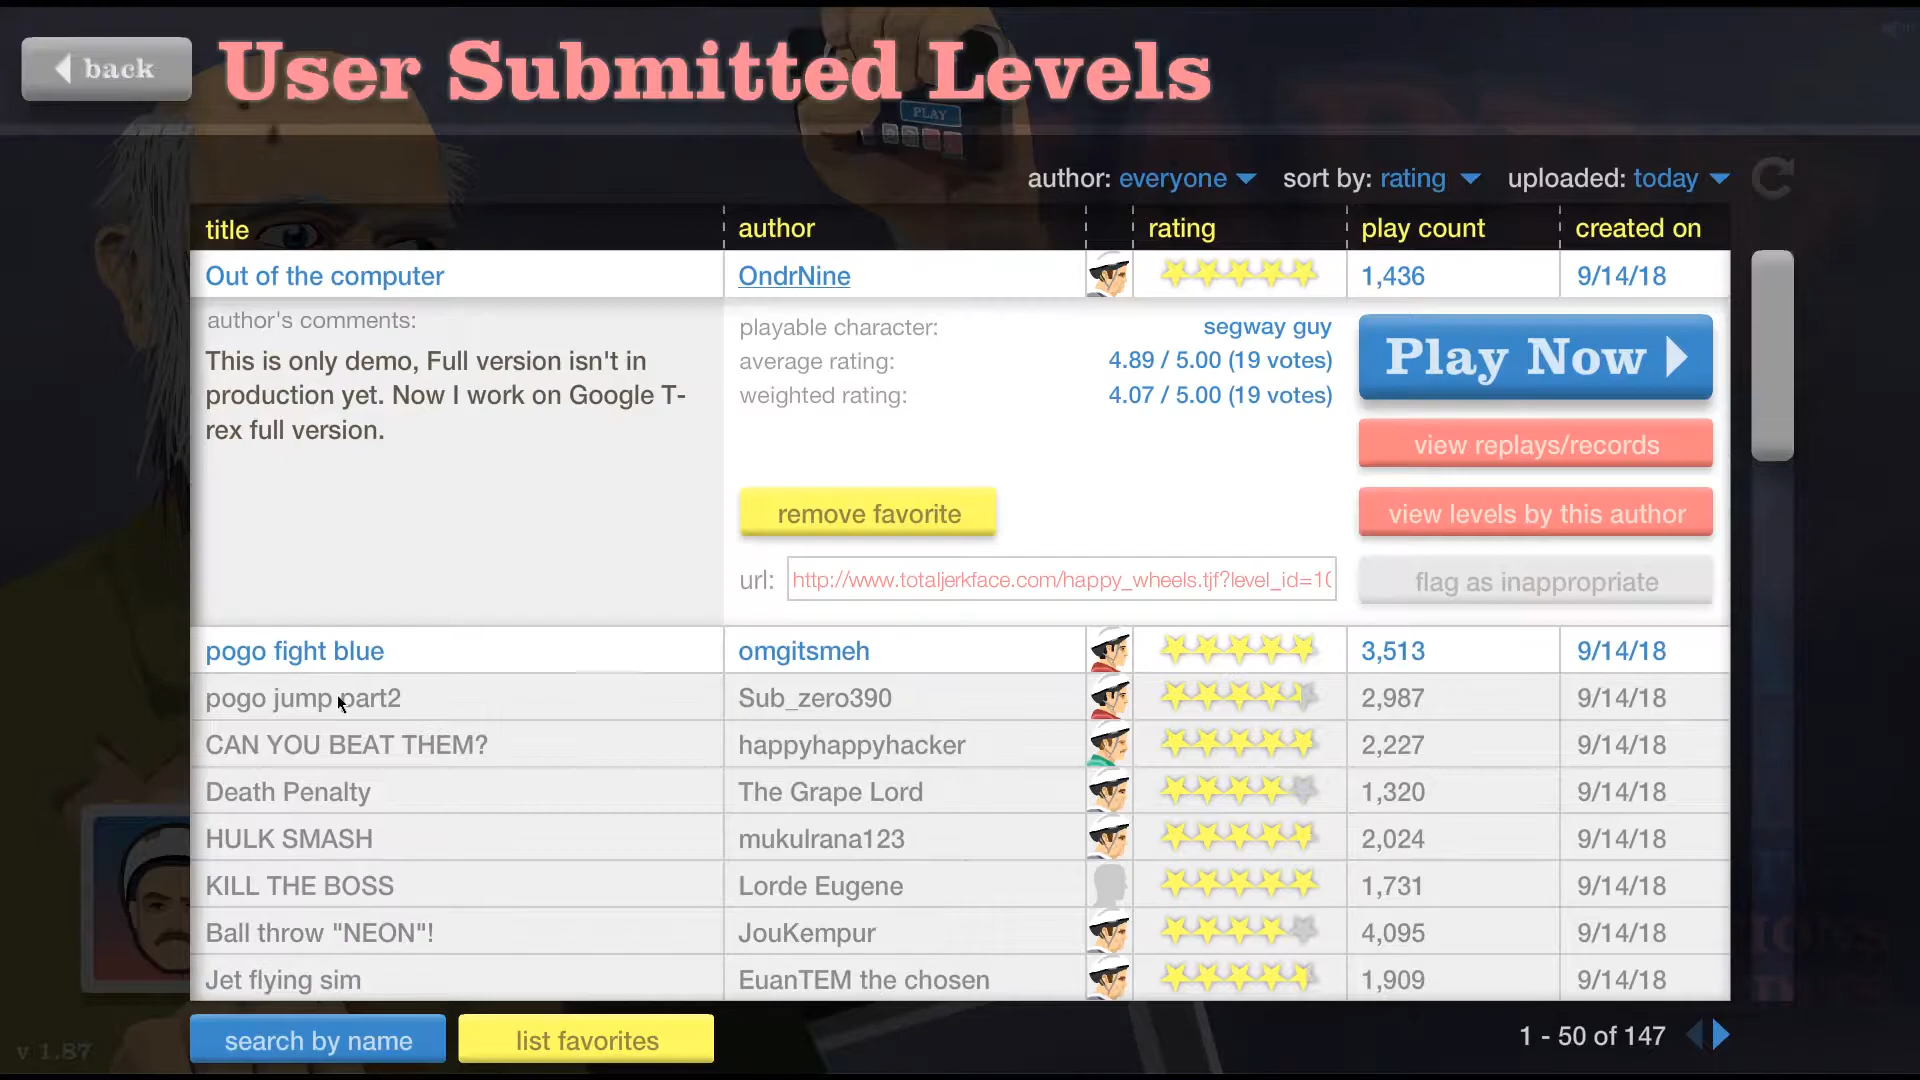 back
User Submitted Levels
PLAY
author: everyone sort by: rating uploaded: today
title author rating play count created on
Out of the computer OndrNine 1,436 9/14/18
author's comments:
This is only demo, Full version isn't in
production yet. Now I work on Google T-
rex full version.
playable character: segway guy
average rating: 4.89 / 5.00 (19 votes)
weighted rating: 4.07 / 5.00 (19 votes)
Play Now
view replays/records
remove favorite
view levels by this author
url: http://www.totaljerkface.com/happy_wheels.tjf?level_id=10
flag as inappropriate
pogo fight blue omgitsmeh 3,513 9/14/18
pogo jump part2 Sub_zero390 2,987 9/14/18
CAN YOU BEAT THEM? happyhappyhacker 2,227 9/14/18
Death Penalty The Grape Lord 1,320 9/14/18
HULK SMASH mukulrana123 2,024 9/14/18
KILL THE BOSS Lorde Eugene 1,731 9/14/18
Ball throw "NEON"! JouKempur 4,095 9/14/18
Jet flying sim EuanTEM the chosen 1,909 9/14/18
search by name list favorites 1 - 50 of 147
v 1.87